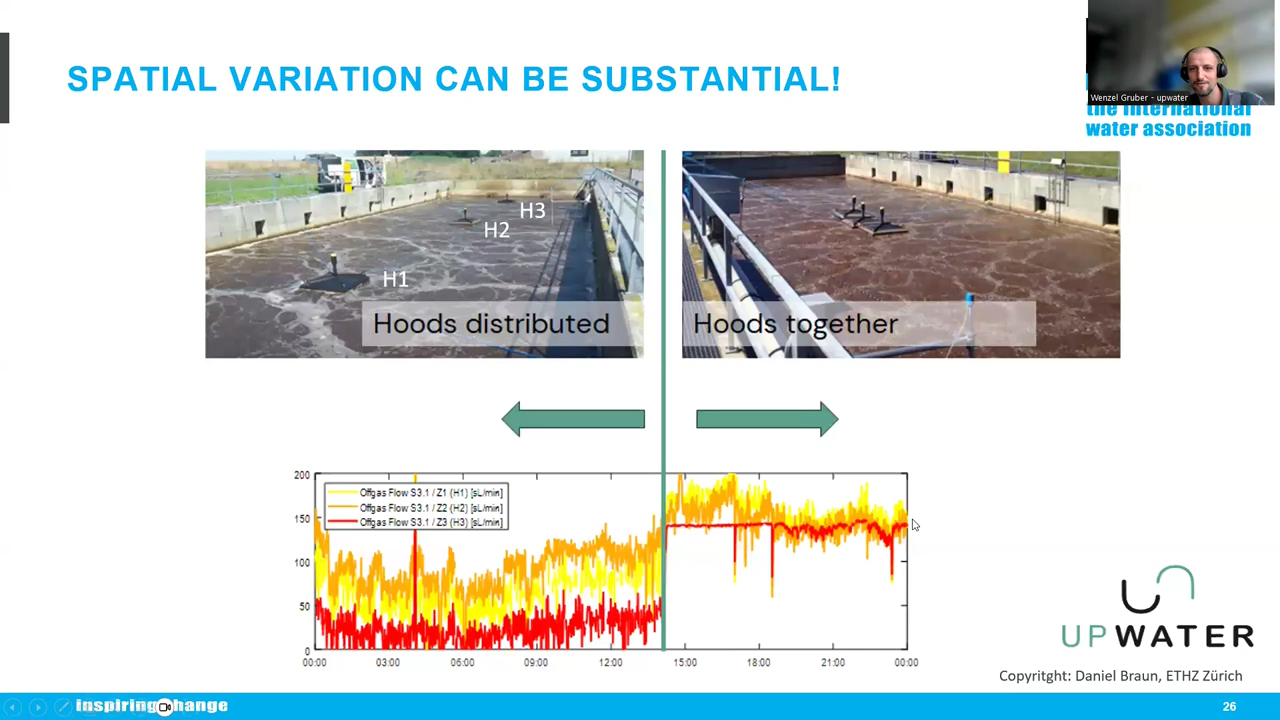 SPATIAL VARIATION CAN BE SUBSTANTIAL!
Wenzel Gruber - upwater
the international
water association
H3
H2
H1
Hoods distributed
Hoods together
200
150
100
50
0
Offgas Flow S3.1 / Z1 (H1) [sL/min]
Offgas Flow S3.1 / Z2 (H2) [sL/min]
Offgas Flow S3.1 / Z3 (H3) [sL/min]
00:00 03:00 06:00 09:00 12:00 15:00 18:00 21:00 00:00
UPWATER
Copyritght: Daniel Braun, ETHZ Zürich
inspiring change
26